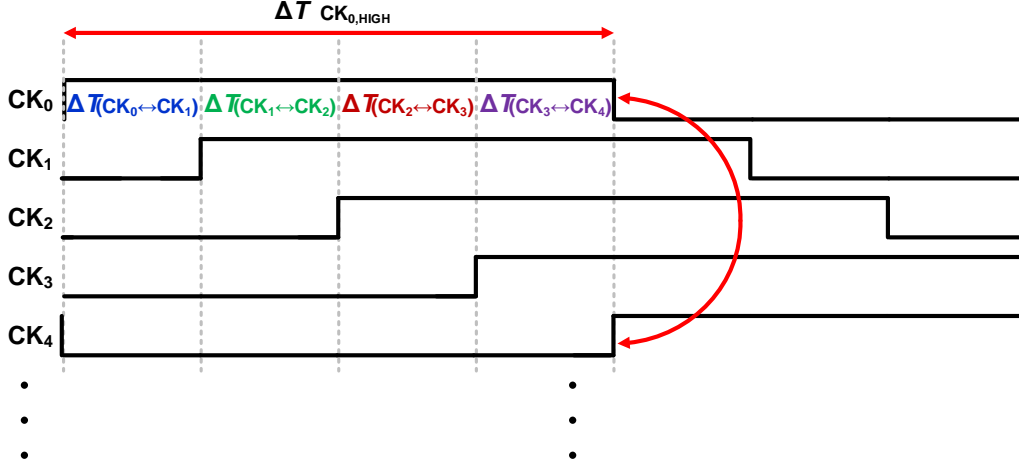 ΔT CK0,HIGH
CK0 ΔT(CK0↔CK1) ΔT(CK1↔CK2) ΔT(CK2↔CK3) ΔT(CK3↔CK4)
CK1
CK2
CK3
CK4